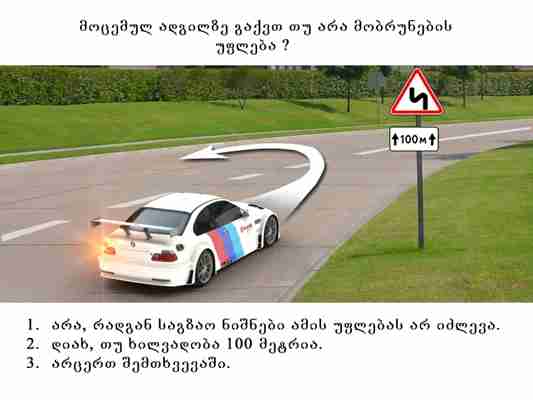 მოცემულ ადგილზე გაქვთ თუ არა მობრუნების
უფლება ?
100м
1. არა, რადგან საგზაო ნიშნები ამის უფლებას არ იძლევა.
2. დიახ, თუ ხილვადობა 100 მეტრია.
3. არცერთ შემთხვევაში.